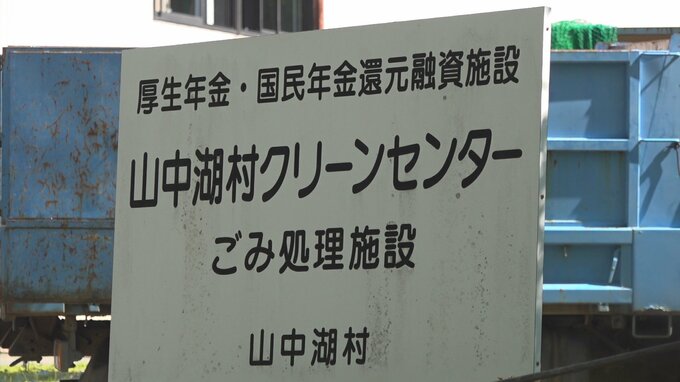 厚生年金・国民年金還元融資施設
山中湖村クリーンセンター
ごみ処理施設
山中湖村